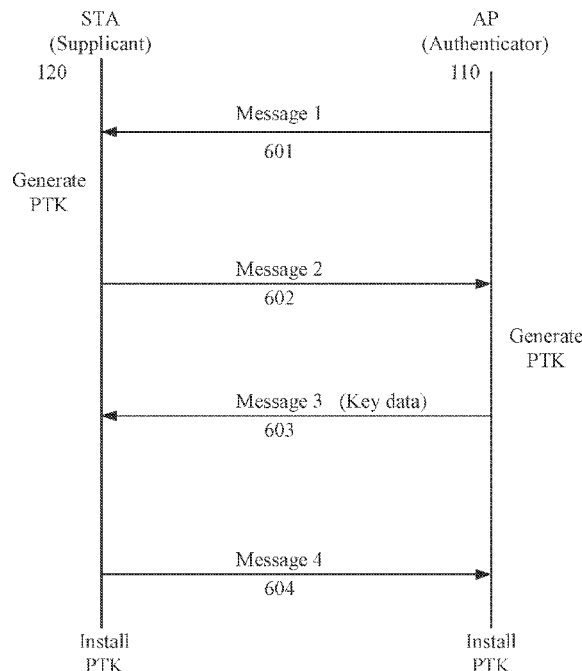 STA
(Supplicant)
120
AP
(Authenticator)
110
Message 1
601
Generate
PTK
Message 2
602
Generate
PTK
Message 3 (Key data)
603
Message 4
604
Install
PTK
Install
PTK